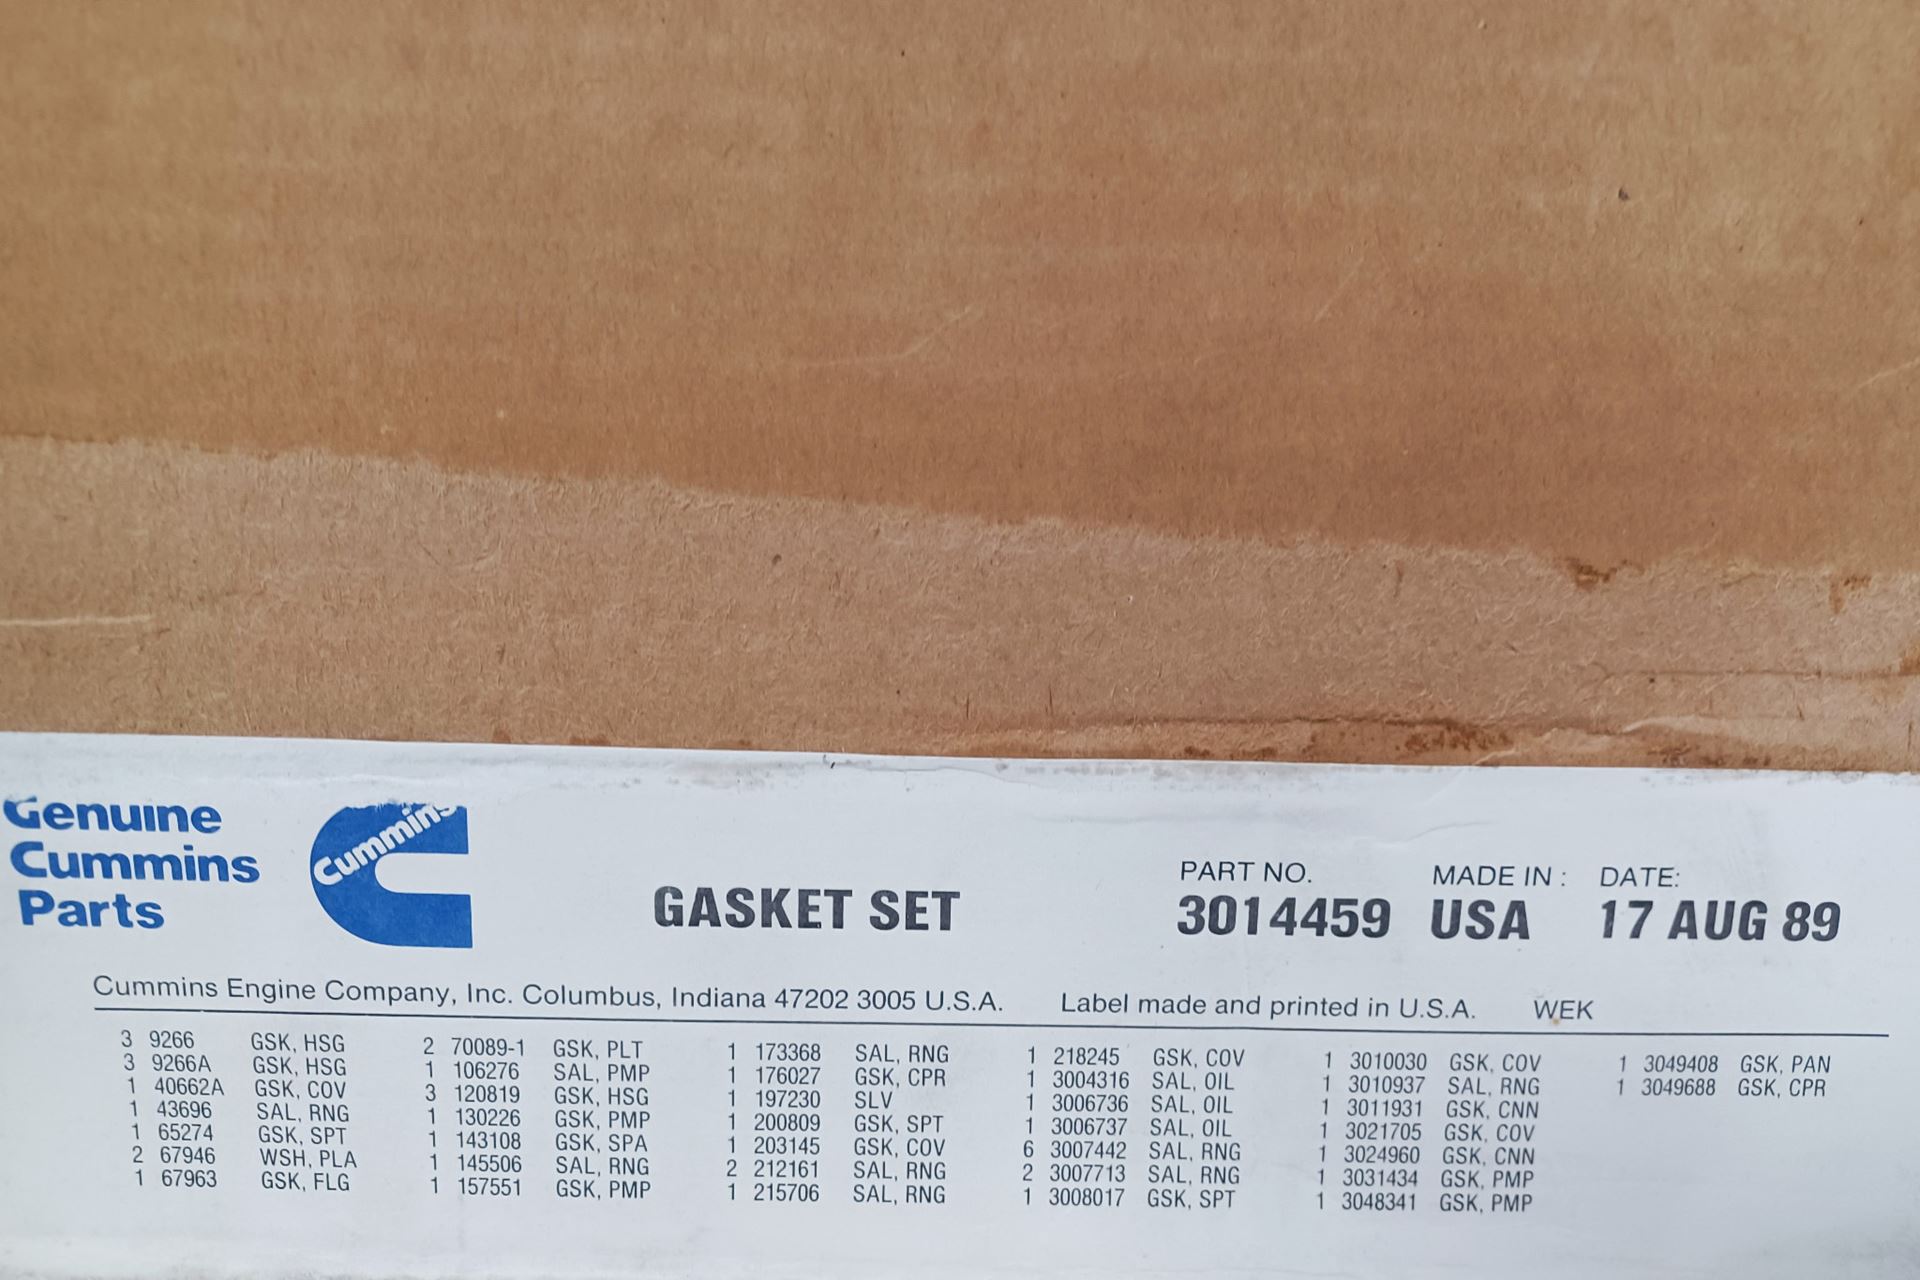 Genuine
Cummins
Parts
Cummins
GASKET SET
PART NO.
3014459
MADE IN :
USA
DATE:
17 AUG 89
Cummins Engine Company, Inc. Columbus, Indiana 47202 3005 U.S.A.
Label made and printed in U.S.A.
WEK
3 9266 GSK, HSG
3 9266A GSK, HSG
1 40662A GSK, COV
1 43696 SAL, RNG
1 65274 GSK, SPT
2 67946 WSH, PLA
1 67963 GSK, FLG
2 70089-1 GSK, PLT
1 106276 SAL, PMP
3 120819 GSK, HSG
1 130226 GSK, PMP
1 143108 GSK, SPA
1 145506 SAL, RNG
1 157551 GSK, PMP
1 173368 SAL, RNG
1 176027 GSK, CPR
1 197230 SLV
1 200809 GSK, SPT
1 203145 GSK, COV
2 212161 SAL, RNG
1 215706 SAL, RNG
1 218245 GSK, COV
1 3004316 SAL, OIL
1 3006736 SAL, OIL
1 3006737 SAL, OIL
6 3007442 SAL, RNG
2 3007713 SAL, RNG
1 3008017 GSK, SPT
1 3010030 GSK, COV
1 3010937 SAL, RNG
1 3011931 GSK, CNN
1 3021705 GSK, COV
1 3024960 GSK, CNN
1 3031434 GSK, PMP
1 3048341 GSK, PMP
1 3049408 GSK, PAN
1 3049688 GSK, CPR